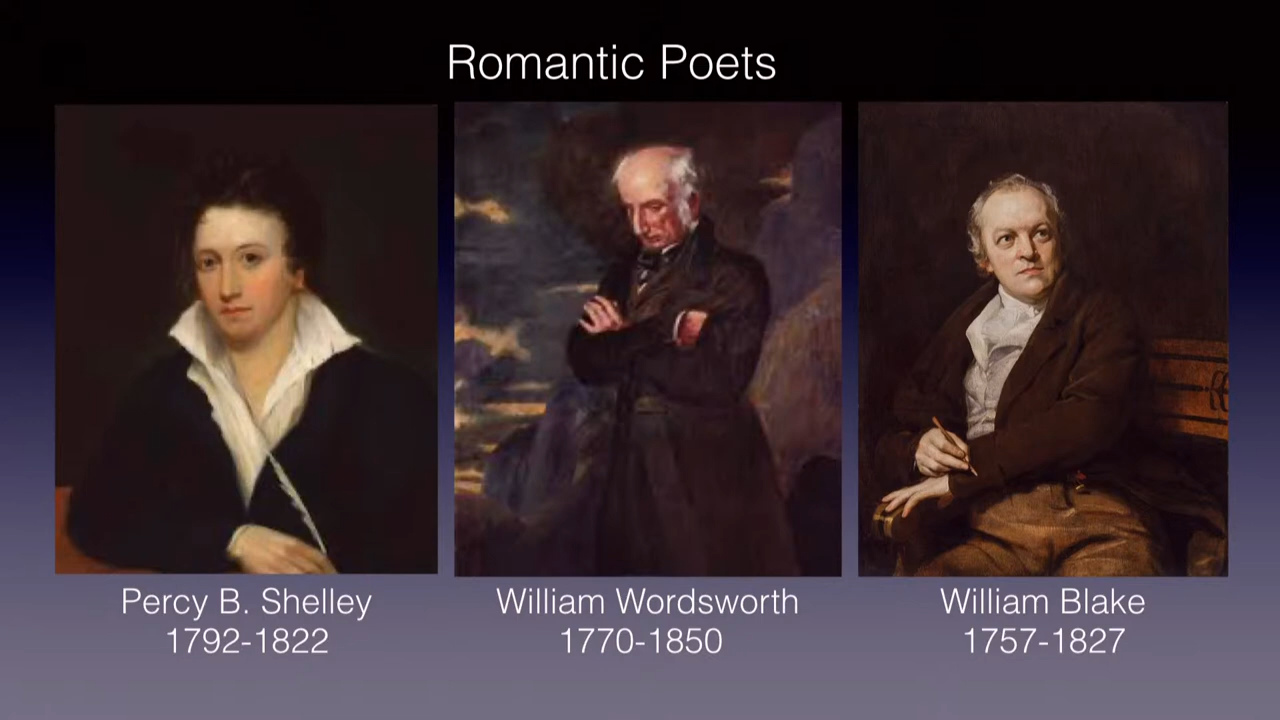 Romantic Poets
Percy B. Shelley
1792-1822
William Wordsworth
1770-1850
William Blake
1757-1827